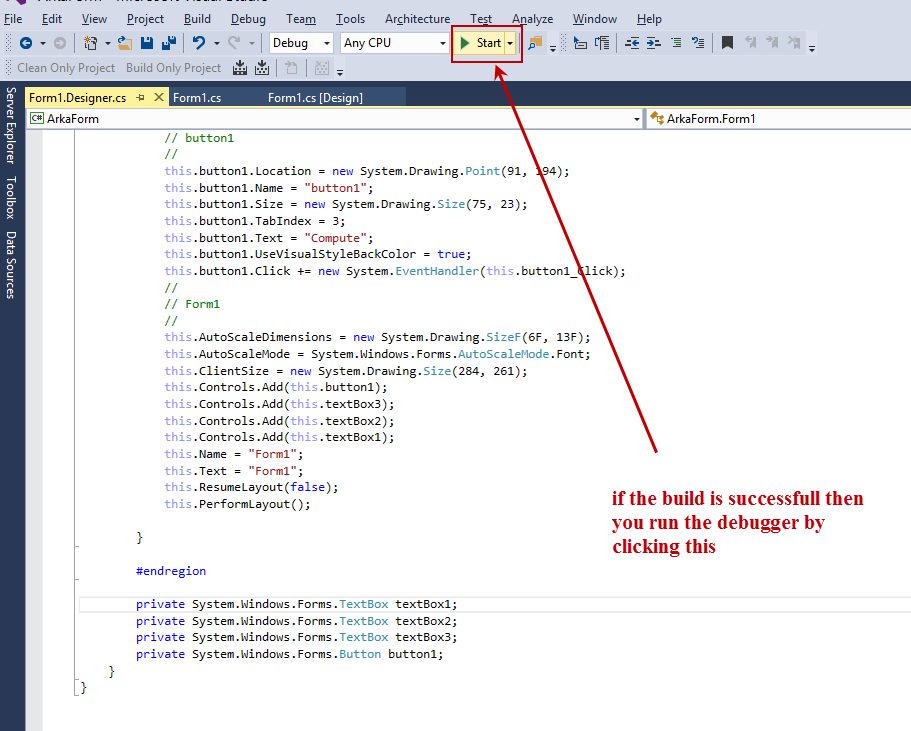 File Edit View Project Build Debug Team Tools Architecture Test Analyze Window Help
Debug Any CPU Start
Clean Only Project Build Only Project
Server Explorer
Toolbox
Data Sources
Form1.Designer.cs Form1.cs Form1.cs [Design]
C# ArkaForm ArkaForm.Form1
// button1
//
this.button1.Location = new System.Drawing.Point(91, 194);
this.button1.Name = "button1";
this.button1.Size = new System.Drawing.Size(75, 23);
this.button1.TabIndex = 3;
this.button1.Text = "Compute";
this.button1.UseVisualStyleBackColor = true;
this.button1.Click += new System.EventHandler(this.button1_Click);
//
// Form1
//
this.AutoScaleDimensions = new System.Drawing.SizeF(6F, 13F);
this.AutoScaleMode = System.Windows.Forms.AutoScaleMode.Font;
this.ClientSize = new System.Drawing.Size(284, 261);
this.Controls.Add(this.button1);
this.Controls.Add(this.textBox3);
this.Controls.Add(this.textBox2);
this.Controls.Add(this.textBox1);
this.Name = "Form1";
this.Text = "Form1";
this.ResumeLayout(false);
this.PerformLayout();
}
#endregion
private System.Windows.Forms.TextBox textBox1;
private System.Windows.Forms.TextBox textBox2;
private System.Windows.Forms.TextBox textBox3;
private System.Windows.Forms.Button button1;
}
}
if the build is successfull then
you run the debugger by
clicking this